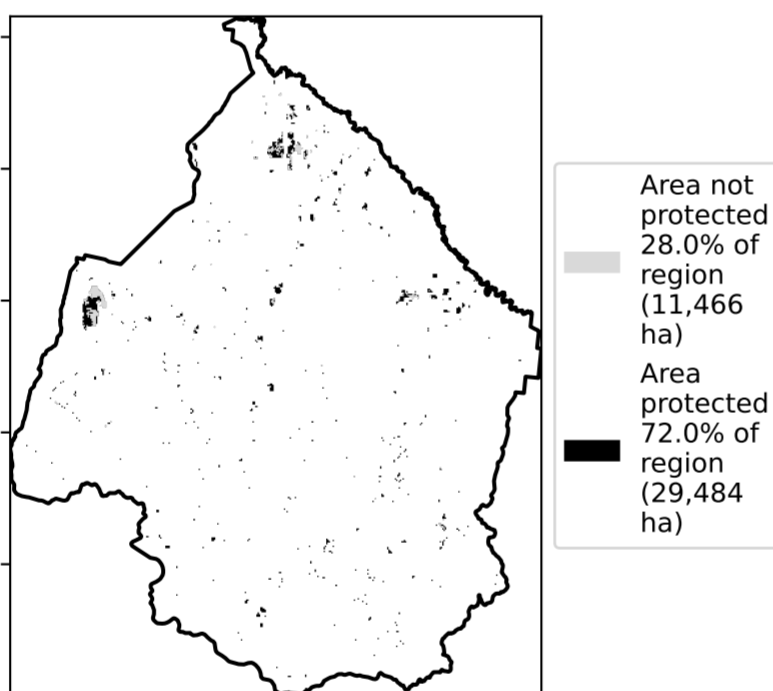 Area not
protected
28.0% of
region
(11,466
ha)
Area
protected
72.0% of
region
(29,484
ha)